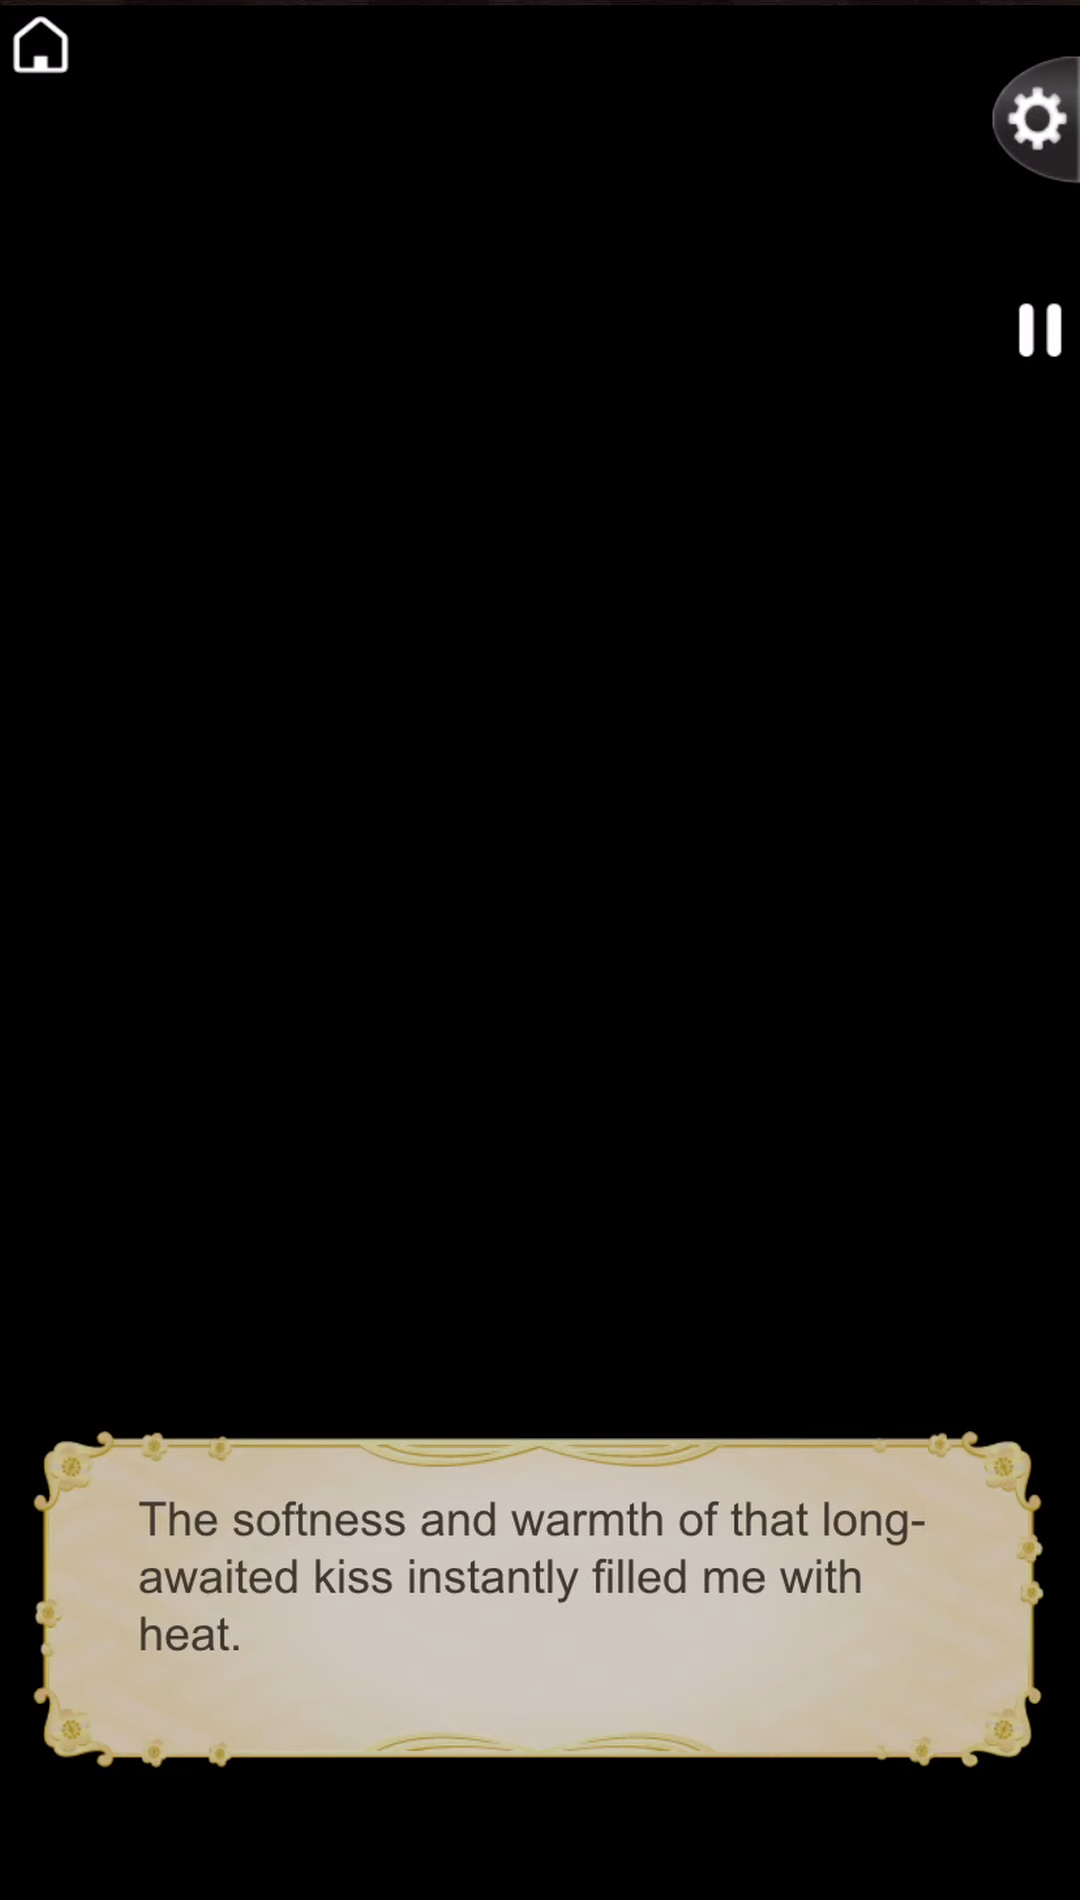 The softness and warmth of that long-
awaited kiss instantly filled me with
heat.